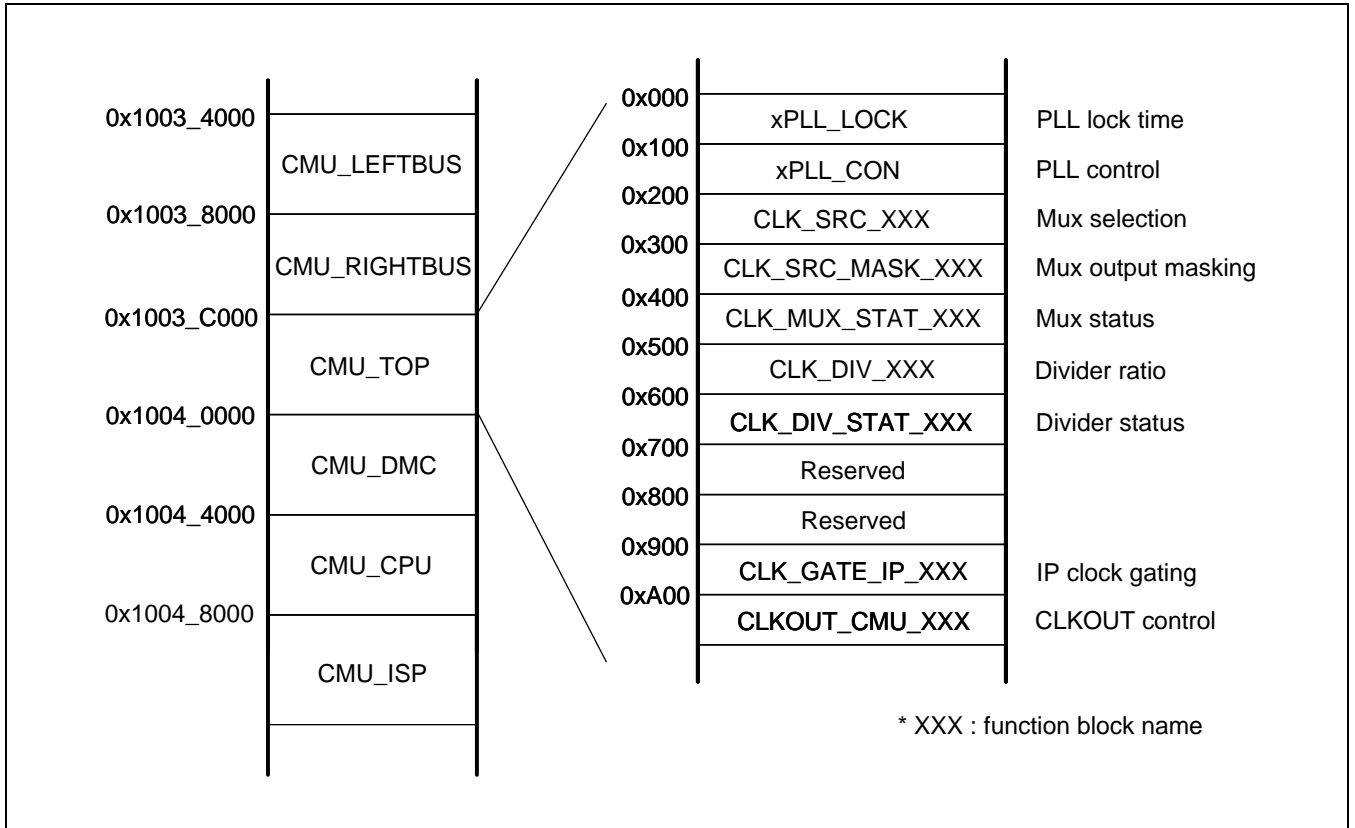 0x1003_4000
CMU_LEFTBUS
0x1003_8000
CMU_RIGHTBUS
0x1003_C000
CMU_TOP
0x1004_0000
CMU_DMC
0x1004_4000
CMU_CPU
0x1004_8000
CMU_ISP
0x000
xPLL_LOCK PLL lock time
0x100
xPLL_CON PLL control
0x200
CLK_SRC_XXX Mux selection
0x300
CLK_SRC_MASK_XXX Mux output masking
0x400
CLK_MUX_STAT_XXX Mux status
0x500
CLK_DIV_XXX Divider ratio
0x600
CLK_DIV_STAT_XXX Divider status
0x700
Reserved
0x800
Reserved
0x900
CLK_GATE_IP_XXX IP clock gating
0xA00
CLKOUT_CMU_XXX CLKOUT control
* XXX : function block name